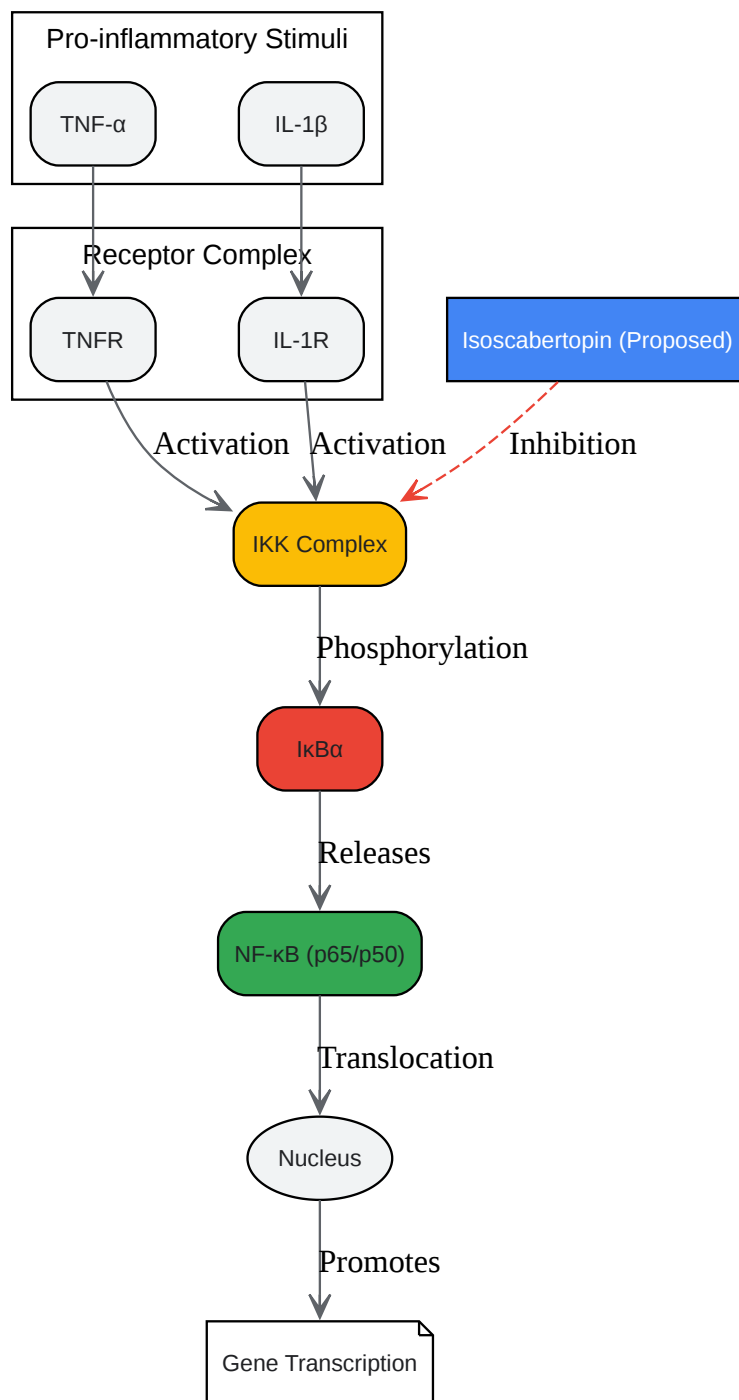 Pro-inflammatory Stimuli
TNF-α
IL-1β
Receptor Complex
TNFR
IL-1R
Isoscabertopin (Proposed)
Activation
Activation
Inhibition
IKK Complex
Phosphorylation
IκBα
Releases
NF-κB (p65/p50)
Translocation
Nucleus
Promotes
Gene Transcription